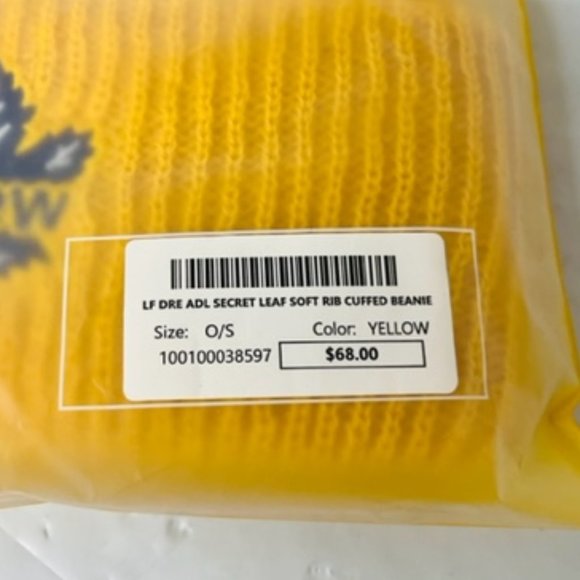 LF DRE ADL SECRET LEAF SOFT RIB CUFFED BEANIE
Size: O/S Color: YELLOW
100100038597 $68.00